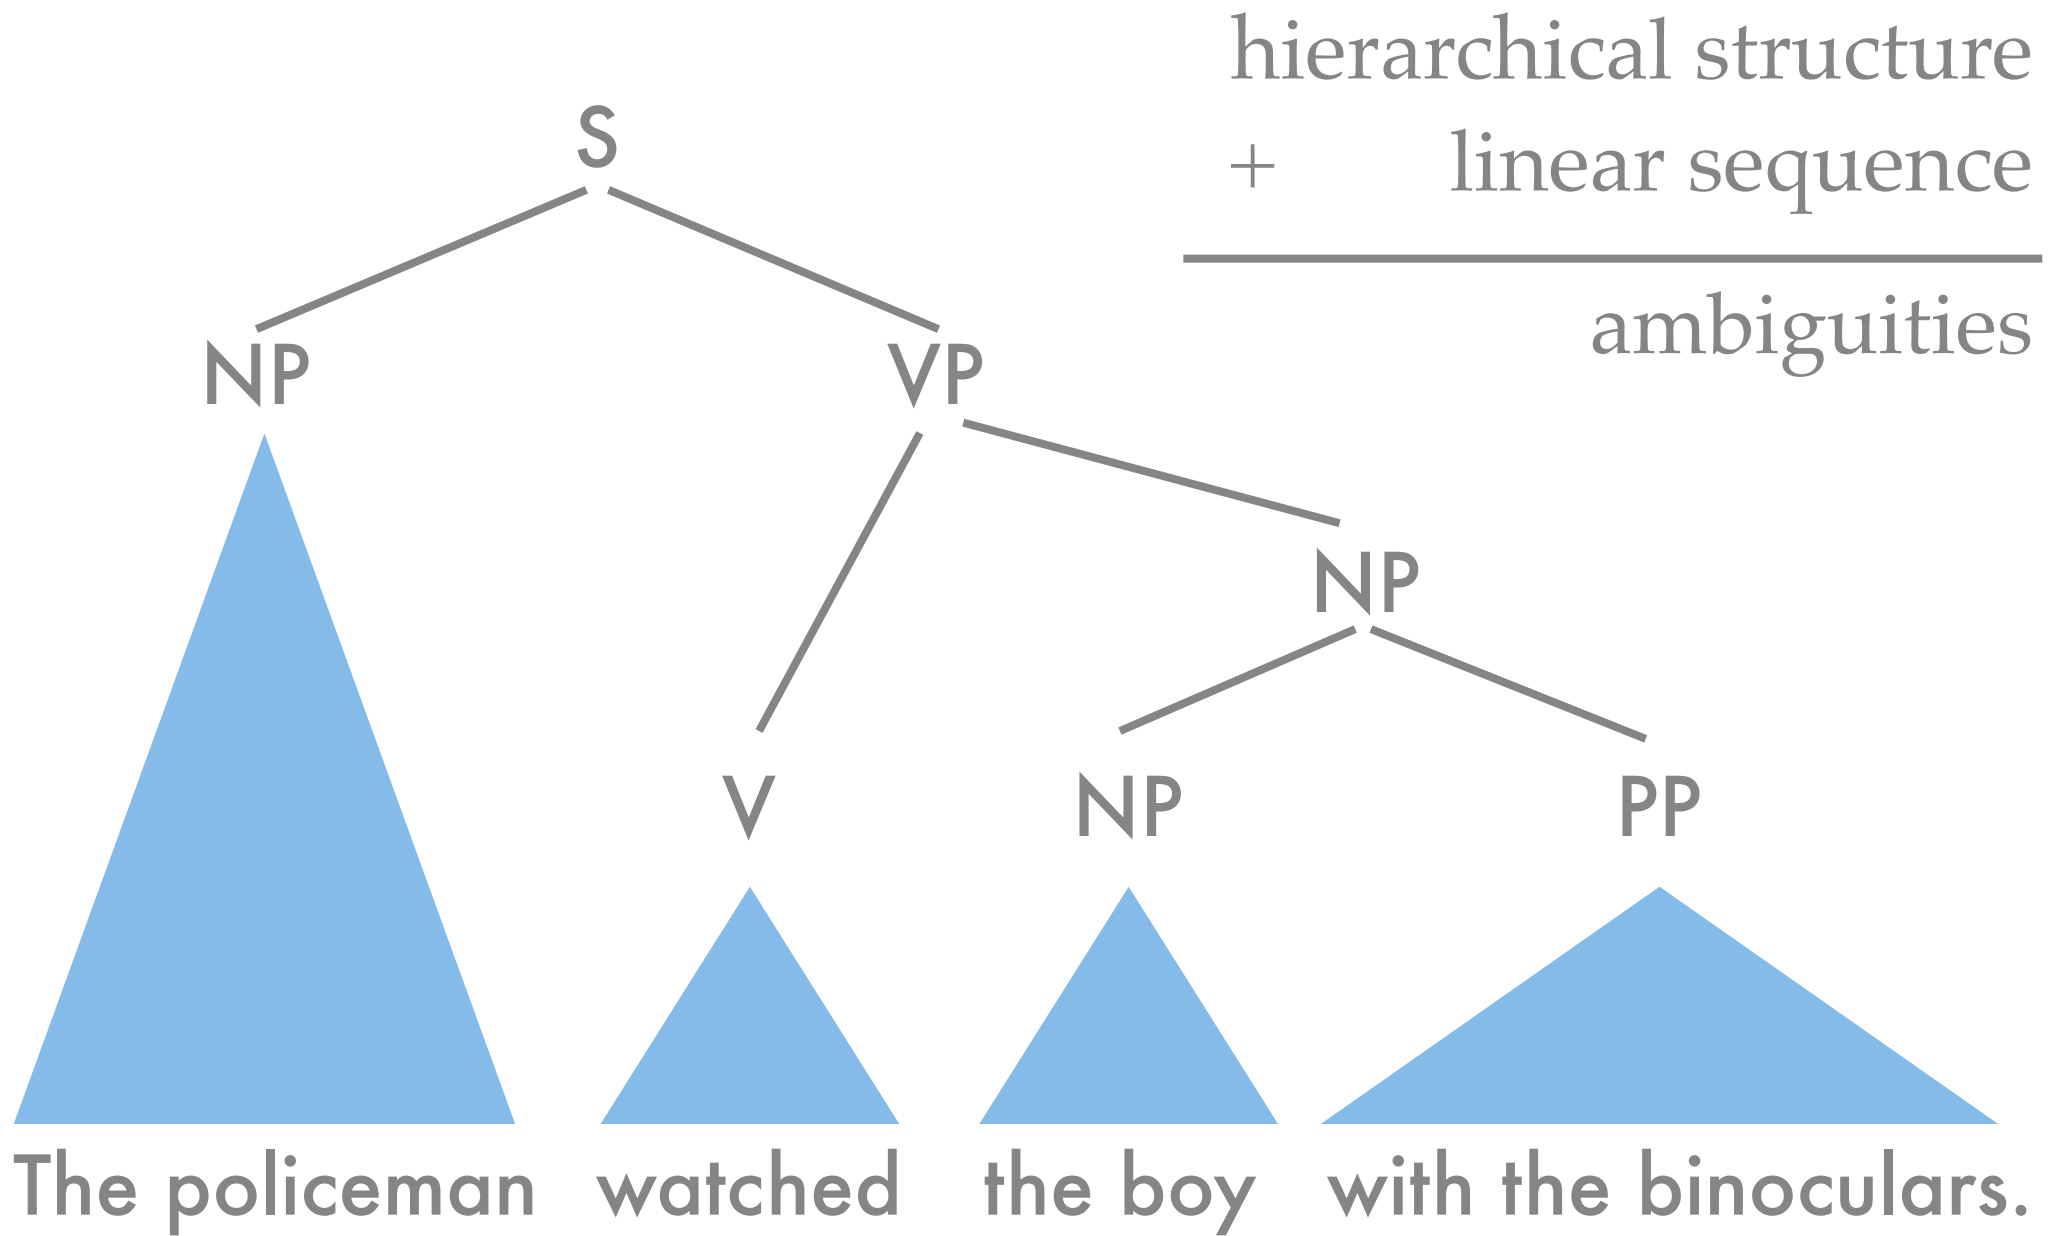 hierarchical structure
+ linear sequence
ambiguities
S
NP VP
NP
V NP PP
The policeman watched the boy with the binoculars.